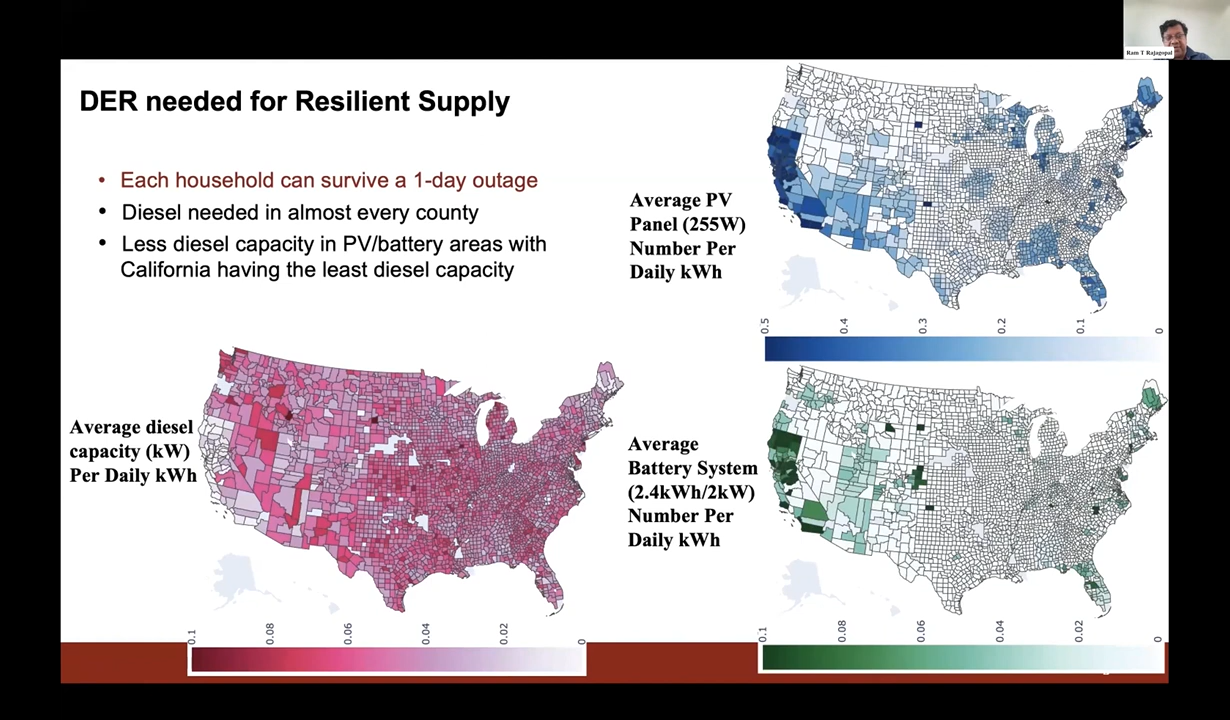 Ram T Rajagopal
DER needed for Resilient Supply
• Each household can survive a 1-day outage
• Diesel needed in almost every county
• Less diesel capacity in PV/battery areas with
California having the least diesel capacity
Average PV
Panel (255W)
Number Per
Daily kWh
0.5 0.4 0.3 0.2 0.1 0
Average diesel
capacity (kW)
Per Daily kWh
0.1 0.08 0.06 0.04 0.02 0
Average
Battery System
(2.4kWh/2kW)
Number Per
Daily kWh
0.1 0.08 0.06 0.04 0.02 0